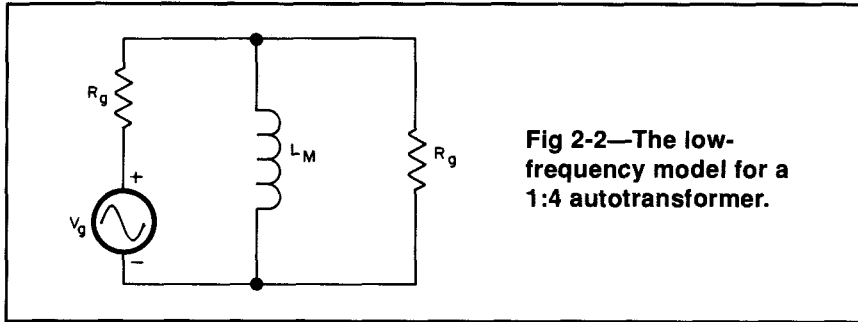 R_g
+
V_g
−
L_M
R_g
Fig 2-2—The low-
frequency model for a
1:4 autotransformer.